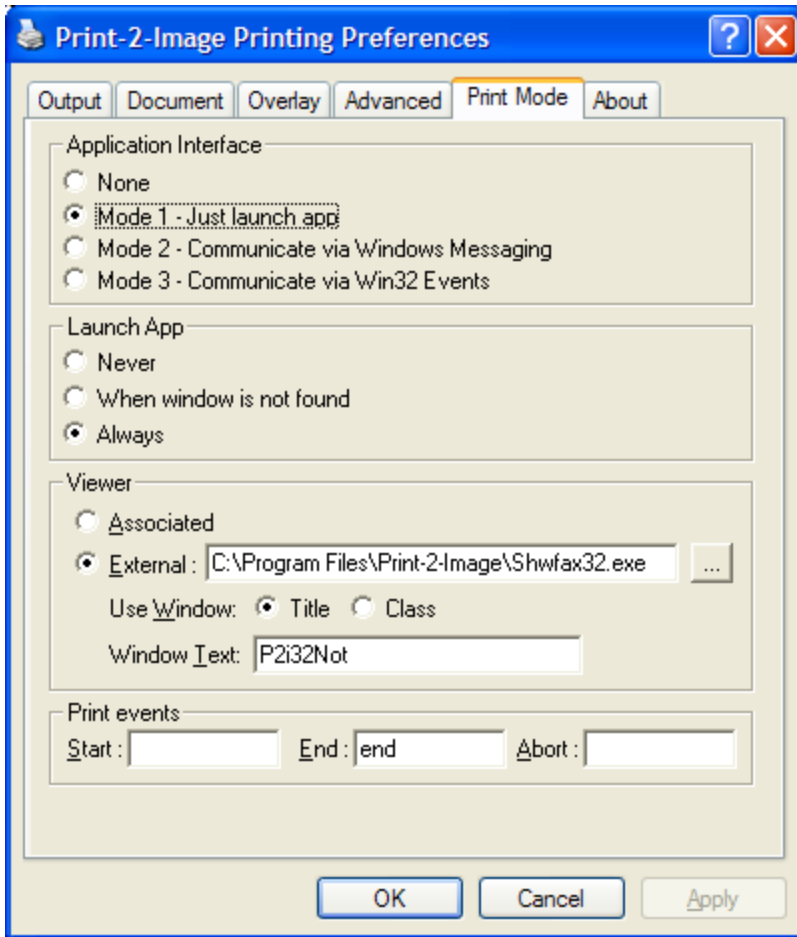 Print-2-Image Printing Preferences
Output Document Overlay Advanced Print Mode About
Application Interface
None
Mode 1 - Just launch app
Mode 2 - Communicate via Windows Messaging
Mode 3 - Communicate via Win32 Events
Launch App
Never
When window is not found
Always
Viewer
Associated
External : C:\Program Files\Print-2-Image\Shwfax32.exe ...
Use Window: Title Class
Window Text: P2i32Not
Print events
Start : End : end Abort :
OK Cancel Apply